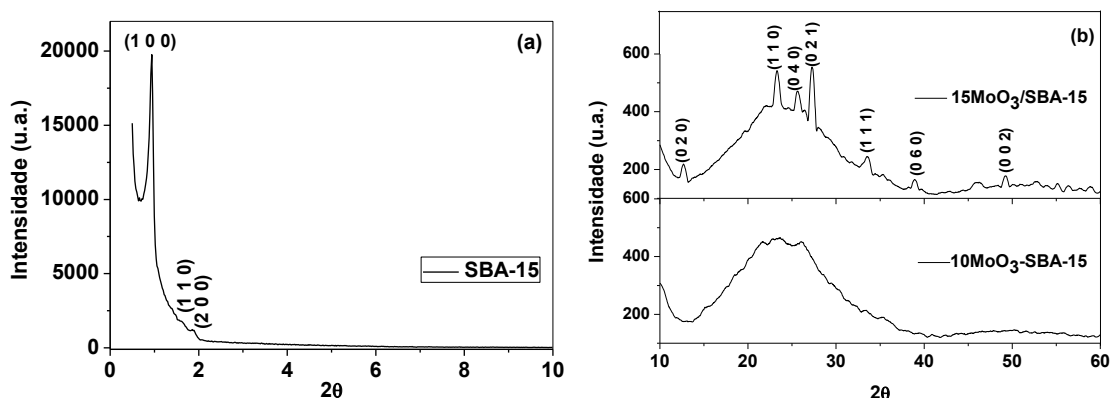 (a)
(1 0 0)
20000
15000
10000
5000
0
Intensidade (u.a.)
(1 1 0)
(2 0 0)
SBA-15
0 2 4 6 8 10
2θ
(b)
600
400
200
Intensidade (u.a.)
(0 2 0)
(1 1 0)
(0 4 0)
(0 2 1)
(1 1 1)
(0 6 0)
(0 0 2)
15MoO₃/SBA-15
600
400
200
10MoO₃-SBA-15
10 20 30 40 50 60
2θ